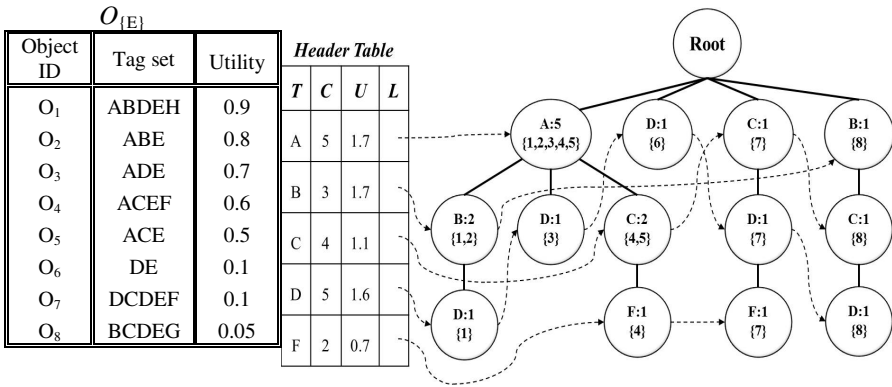 O{E}
Object ID Tag set Utility
O1 ABDEH 0.9
O2 ABE 0.8
O3 ADE 0.7
O4 ACEF 0.6
O5 ACE 0.5
O6 DE 0.1
O7 DCDEF 0.1
O8 BCDEG 0.05
Header Table
T C U L
A 5 1.7
B 3 1.7
C 4 1.1
D 5 1.6
F 2 0.7
Root
A:5 D:1 C:1 B:1
{1,2,3,4,5} {6} {7} {8}
B:2 D:1 C:2 D:1 C:1
{1,2} {3} {4,5} {7} {8}
D:1 F:1 F:1 D:1
{1} {4} {7} {8}